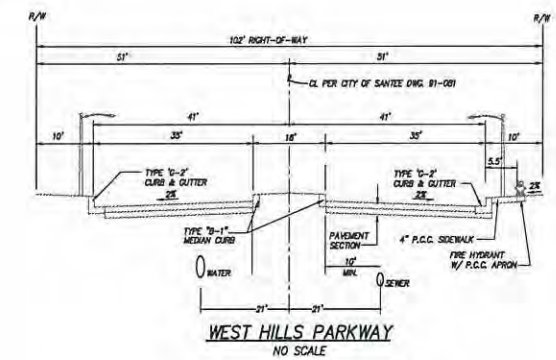 R/W
R/W
102' RIGHT-OF-WAY
51'
51'
CL PER CITY OF SANTEE DWG. 91-081
41'
41'
10'
35'
18'
35'
10'
5.5'
TYPE "G-2"
CURB & GUTTER
TYPE "G-2"
CURB & GUTTER
2%
2%
2%
TYPE "B-1"
MEDIAN CURB
PAVEMENT
SECTION
4" P.C.C. SIDEWALK
FIRE HYDRANT
W/ P.C.C. APRON
WATER
10'
MIN.
SEWER
21'
21'
WEST HILLS PARKWAY
NO SCALE